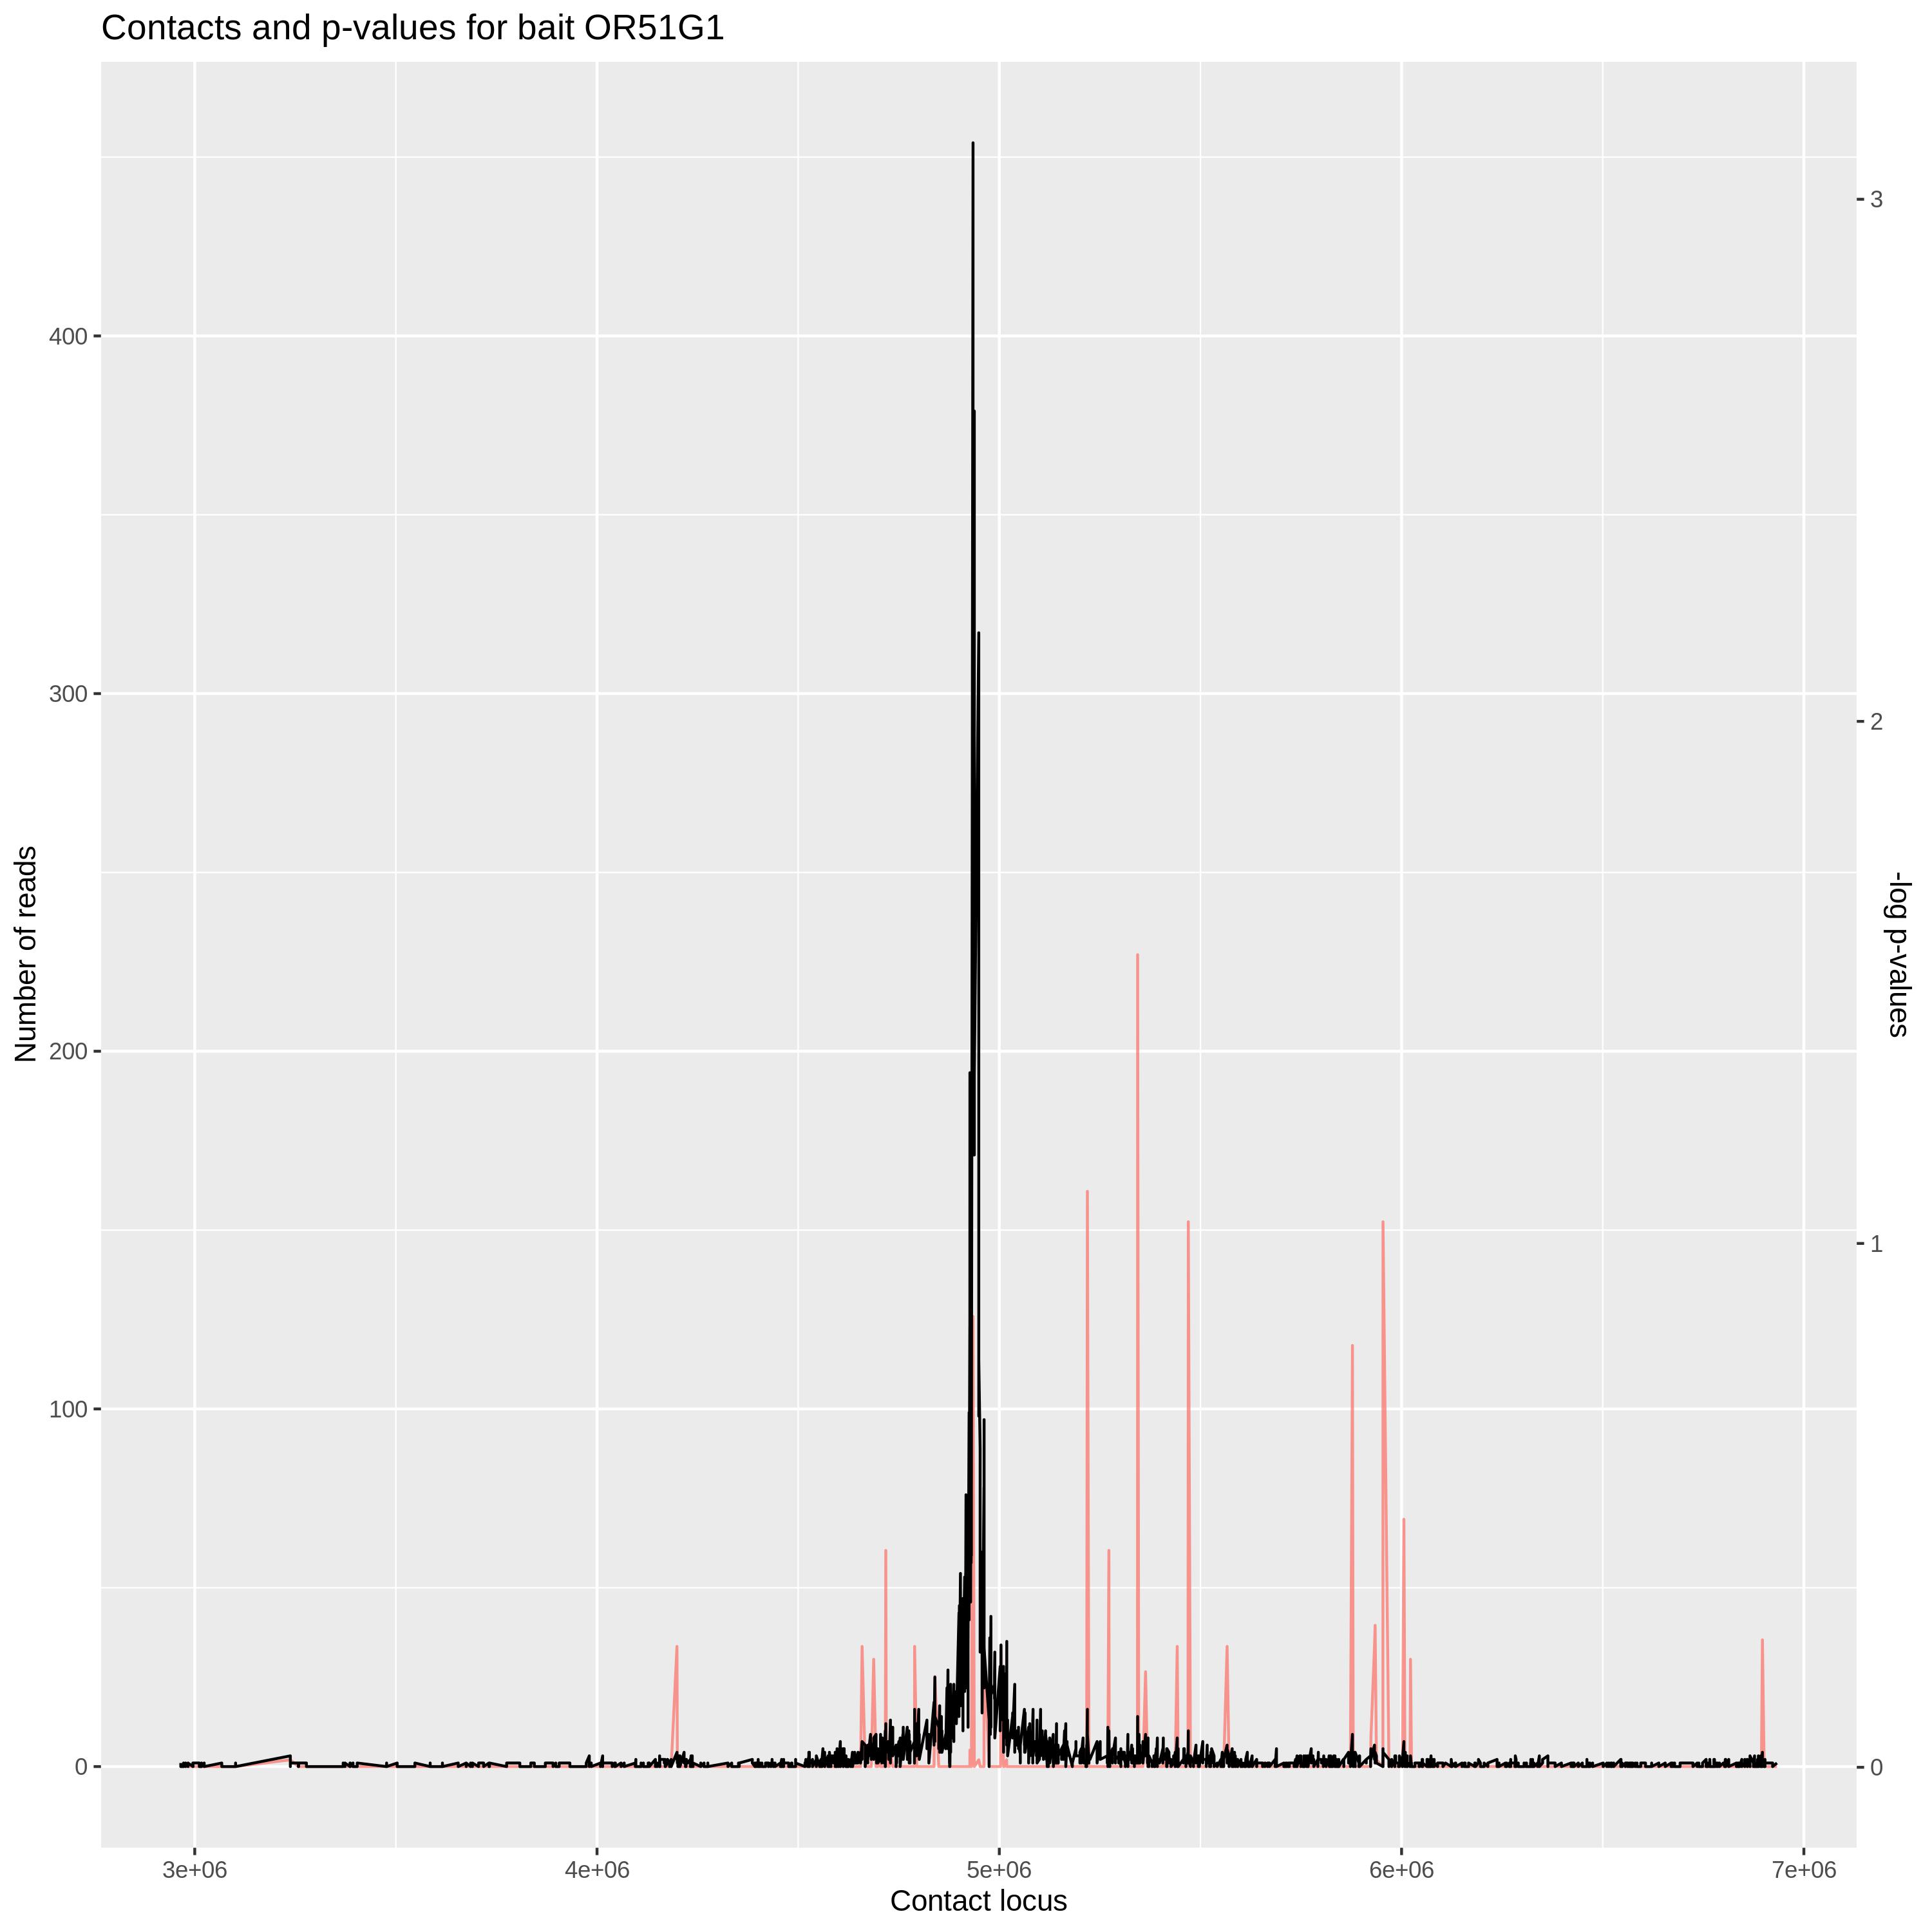 Contacts and p-values for bait OR51G1
Number of reads
400
300
200
100
0
3
2
1
0
-log p-values
3e+06
4e+06
5e+06
6e+06
7e+06
Contact locus